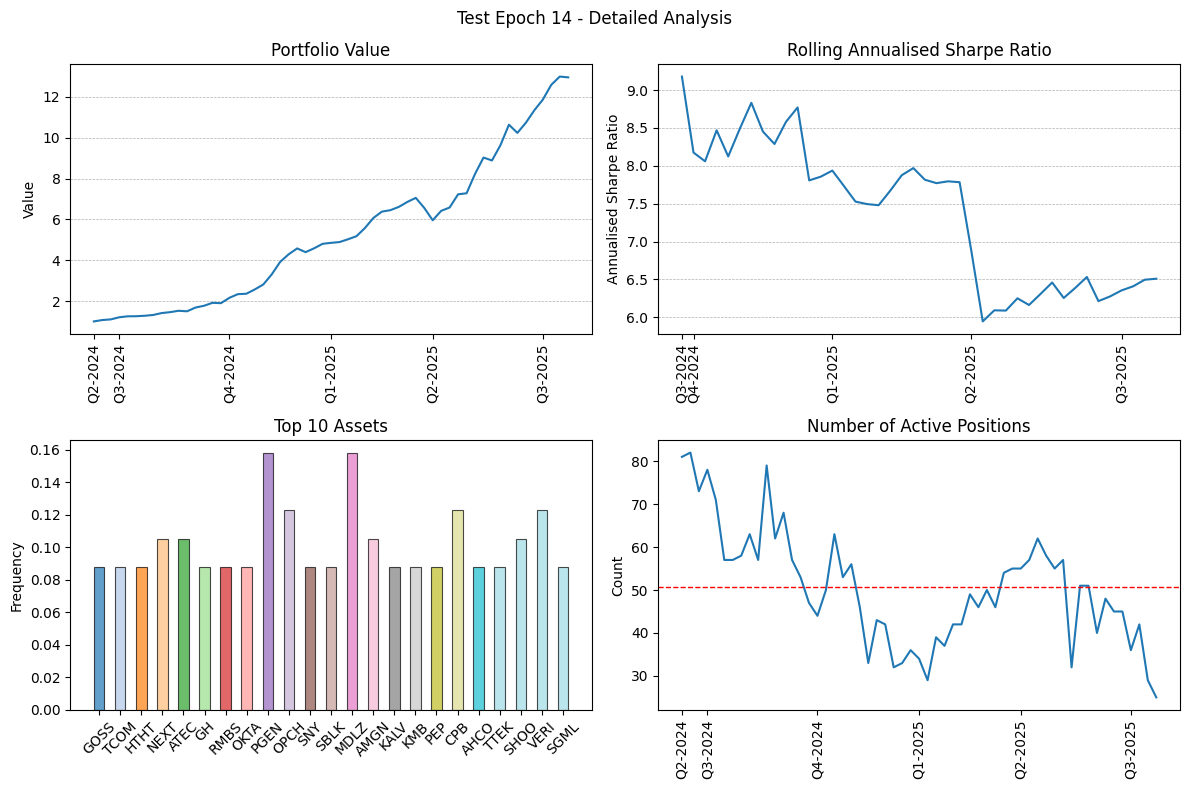 Test Epoch 14 - Detailed Analysis
Portfolio Value
Value
12
10
8
6
4
2
Q2-2024
Q3-2024
Q4-2024
Q1-2025
Q2-2025
Q3-2025
Rolling Annualised Sharpe Ratio
Annualised Sharpe Ratio
9.0
8.5
8.0
7.5
7.0
6.5
6.0
Q3-2024
Q4-2024
Q1-2025
Q2-2025
Q3-2025
Top 10 Assets
Frequency
0.16
0.14
0.12
0.10
0.08
0.06
0.04
0.02
0.00
GOSS
TCOM
HTHT
NEXT
ATEC
GH
RMBS
OKTA
PGEN
OPCH
SNY
SBLK
MDLZ
AMGN
KALV
KMB
PEP
CPB
AHCO
TTEK
SHOO
VERI
SGML
Number of Active Positions
Count
80
70
60
50
40
30
Q2-2024
Q3-2024
Q4-2024
Q1-2025
Q2-2025
Q3-2025